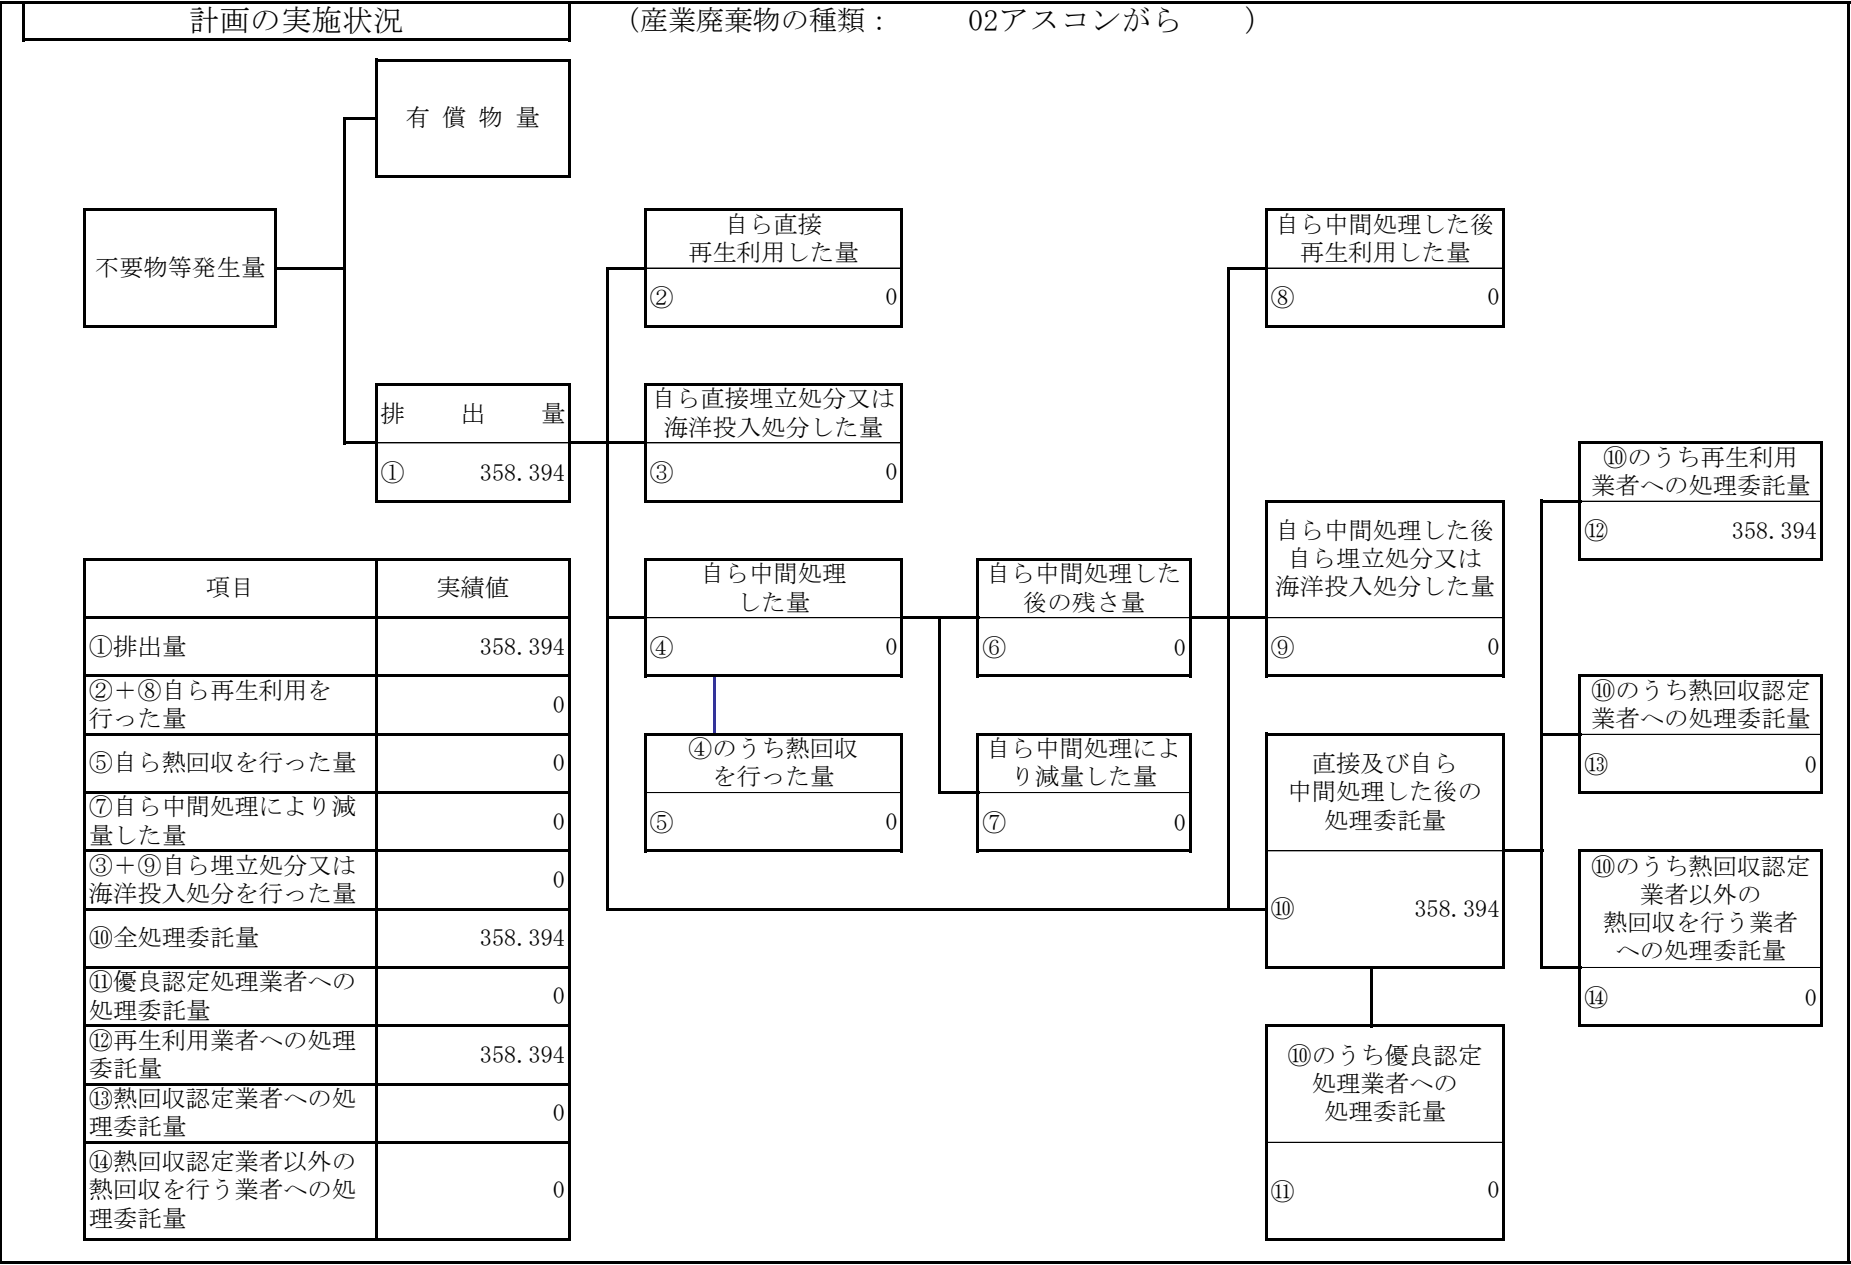 計画の実施状況
（産業廃棄物の種類： 02アスコンがら ）
有償物量
不要物等発生量
自ら直接
再生利用した量
② 0
自ら中間処理した後
再生利用した量
⑧ 0
排出量
① 358.394
自ら直接埋立処分又は
海洋投入処分した量
③ 0
⑩のうち再生利用
業者への処理委託量
⑫ 358.394
自ら中間処理した後
自ら埋立処分又は
海洋投入処分した量
⑨ 0
自ら中間処理
した量
④ 0
自ら中間処理した
後の残さ量
⑥ 0
④のうち熱回収
を行った量
⑤ 0
自ら中間処理によ
り減量した量
⑦ 0
⑩のうち熱回収認定
業者への処理委託量
⑬ 0
直接及び自ら
中間処理した後の
処理委託量
⑩ 358.394
⑩のうち熱回収認定
業者以外の
熱回収を行う業者
への処理委託量
⑭ 0
⑩のうち優良認定
処理業者への
処理委託量
⑪ 0
項目 実績値
①排出量 358.394
②＋⑧自ら再生利用を
行った量 0
⑤自ら熱回収を行った量 0
⑦自ら中間処理により減
量した量 0
③＋⑨自ら埋立処分又は
海洋投入処分を行った量 0
⑩全処理委託量 358.394
⑪優良認定処理業者への
処理委託量 0
⑫再生利用業者への処理
委託量 358.394
⑬熱回収認定業者への処
理委託量 0
⑭熱回収認定業者以外の
熱回収を行う業者への処
理委託量 0